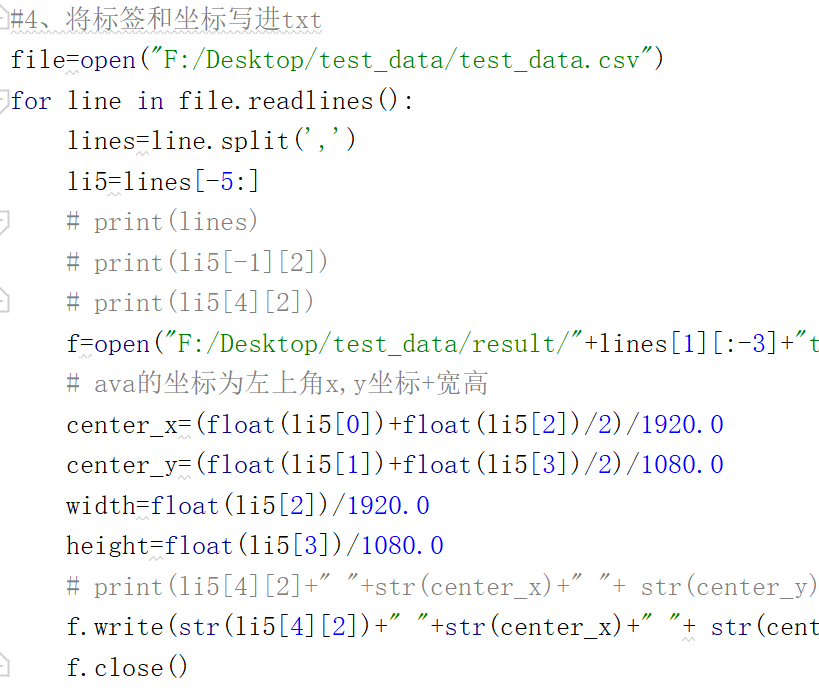 #4、将标签和坐标写进txt
file=open("F:/Desktop/test_data/test_data.csv")
for line in file.readlines():
    lines=line.split(',')
    li5=lines[-5:]
    # print(lines)
    # print(li5[-1][2])
    # print(li5[4][2])
    f=open("F:/Desktop/test_data/result/"+lines[1][:-3]+"t
    # ava的坐标为左上角x,y坐标+宽高
    center_x=(float(li5[0])+float(li5[2])/2)/1920.0
    center_y=(float(li5[1])+float(li5[3])/2)/1080.0
    width=float(li5[2])/1920.0
    height=float(li5[3])/1080.0
    # print(li5[4][2]+" "+str(center_x)+" "+ str(center_y)
    f.write(str(li5[4][2])+" "+str(center_x)+" "+ str(cent
    f.close()